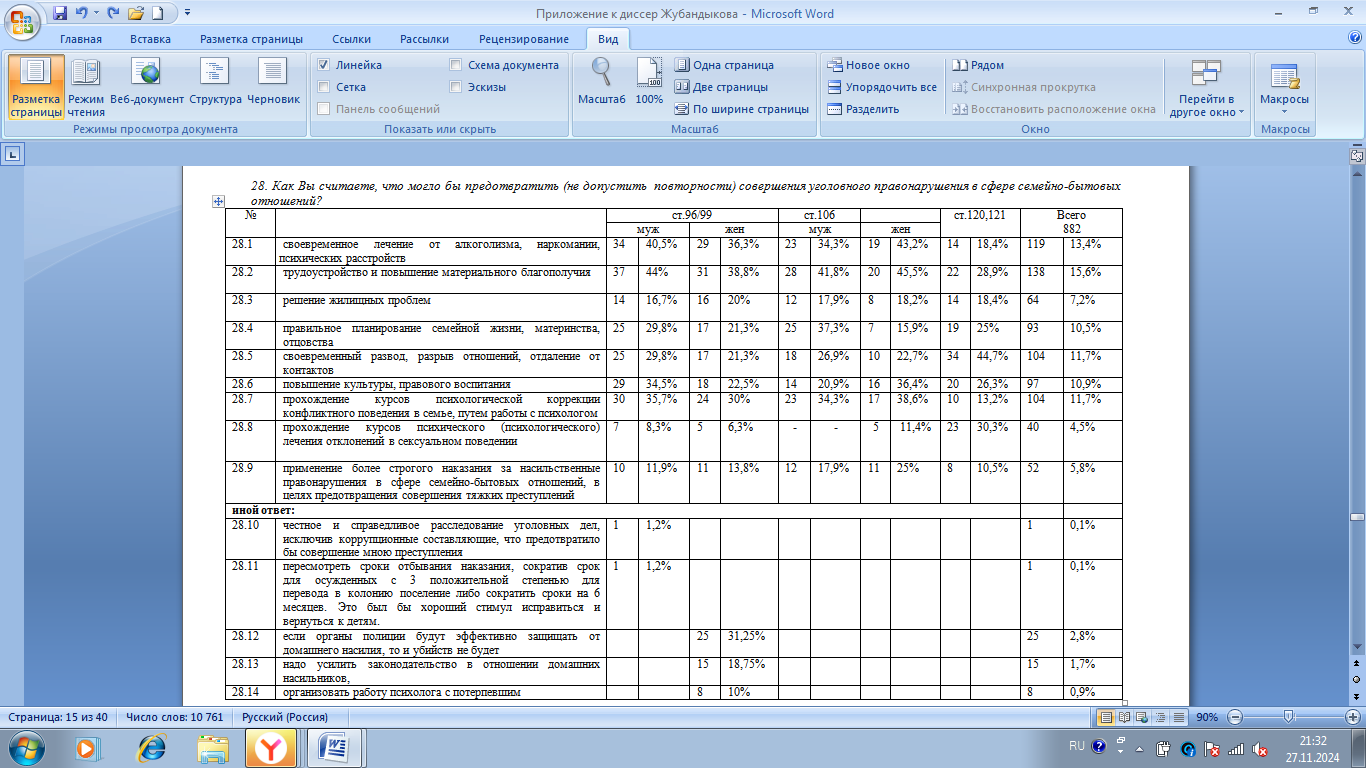 Приложение к диссер Жубандыкова - Microsoft Word
Главная Вставка Разметка страницы Ссылки Рассылки Рецензирование Вид
Разметка страницы
Режим чтения
Веб-документ
Структура
Черновик
Режимы просмотра документа
Линейка
Сетка
Панель сообщений
Схема документа
Эскизы
Показать или скрыть
Масштаб
100%
Одна страница
Две страницы
По ширине страницы
Масштаб
Новое окно
Упорядочить все
Разделить
Рядом
Синхронная прокрутка
Восстановить расположение окна
Перейти в другое окно
Окно
Макросы
Макросы
28. Как Вы считаете, что могло бы предотвратить (не допустить повторности) совершения уголовного правонарушения в сфере семейно-бытовых
отношений?
№ ст.96/99 ст.106 ст.120,121 Всего
муж жен муж жен 882
28.1 своевременное лечение от алкоголизма, наркомании, 34 40,5% 29 36,3% 23 34,3% 19 43,2% 14 18,4% 119 13,4%
психических расстройств
28.2 трудоустройство и повышение материального благополучия 37 44% 31 38,8% 28 41,8% 20 45,5% 22 28,9% 138 15,6%
28.3 решение жилищных проблем 14 16,7% 16 20% 12 17,9% 8 18,2% 14 18,4% 64 7,2%
28.4 правильное планирование семейной жизни, материнства, 25 29,8% 17 21,3% 25 37,3% 7 15,9% 19 25% 93 10,5%
отцовства
28.5 своевременный развод, разрыв отношений, отдаление от 25 29,8% 17 21,3% 18 26,9% 10 22,7% 34 44,7% 104 11,7%
контактов
28.6 повышение культуры, правового воспитания 29 34,5% 18 22,5% 14 20,9% 16 36,4% 20 26,3% 97 10,9%
28.7 прохождение курсов психологической коррекции 30 35,7% 24 30% 23 34,3% 17 38,6% 10 13,2% 104 11,7%
конфликтного поведения в семье, путем работы с психологом
28.8 прохождение курсов психического (психологического) 7 8,3% 5 6,3% - - 5 11,4% 23 30,3% 40 4,5%
лечения отклонений в сексуальном поведении
28.9 применение более строгого наказания за насильственные 10 11,9% 11 13,8% 12 17,9% 11 25% 8 10,5% 52 5,8%
правонарушения в сфере семейно-бытовых отношений, в
целях предотвращения совершения тяжких преступлений
иной ответ:
28.10 честное и справедливое расследование уголовных дел, 1 1,2% 1 0,1%
исключив коррупционные составляющие, что предотвратило
бы совершение мною преступления
28.11 пересмотреть сроки отбывания наказания, сократив срок 1 1,2% 1 0,1%
для осужденных с 3 положительной степенью для
перевода в колонию поселение либо сократить сроки на 6
месяцев. Это был бы хороший стимул исправиться и
вернуться к детям.
28.12 если органы полиции будут эффективно защищать от 25 31,25% 25 2,8%
домашнего насилия, то и убийств не будет
28.13 надо усилить законодательство в отношении домашних 15 18,75% 15 1,7%
насильников,
28.14 организовать работу психолога с потерпевшим 8 10% 8 0,9%
Страница: 15 из 40 Число слов: 10 761 Русский (Россия) 90%
RU 21:32
27.11.2024